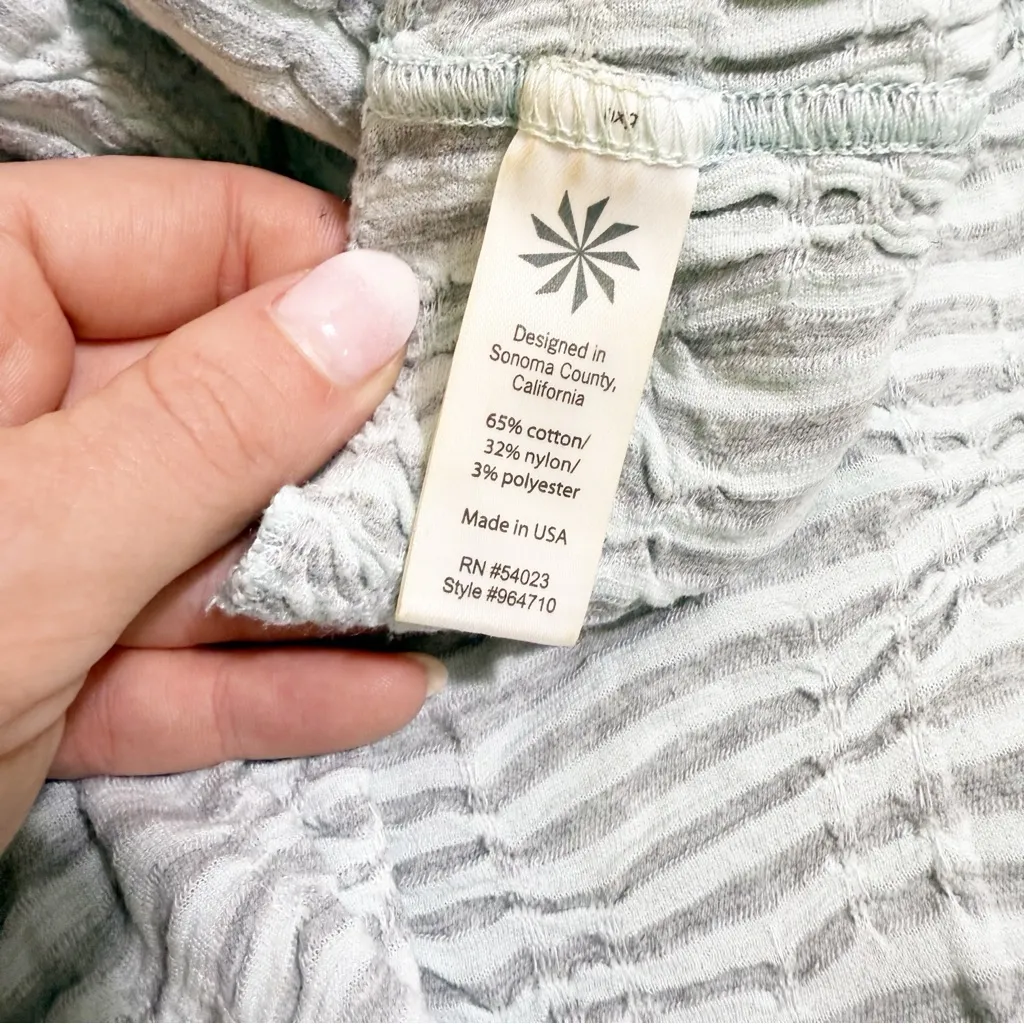 Designed in
Sonoma County,
California
65% cotton/
32% nylon/
3% polyester
Made in USA
RN #54023
Style #964710